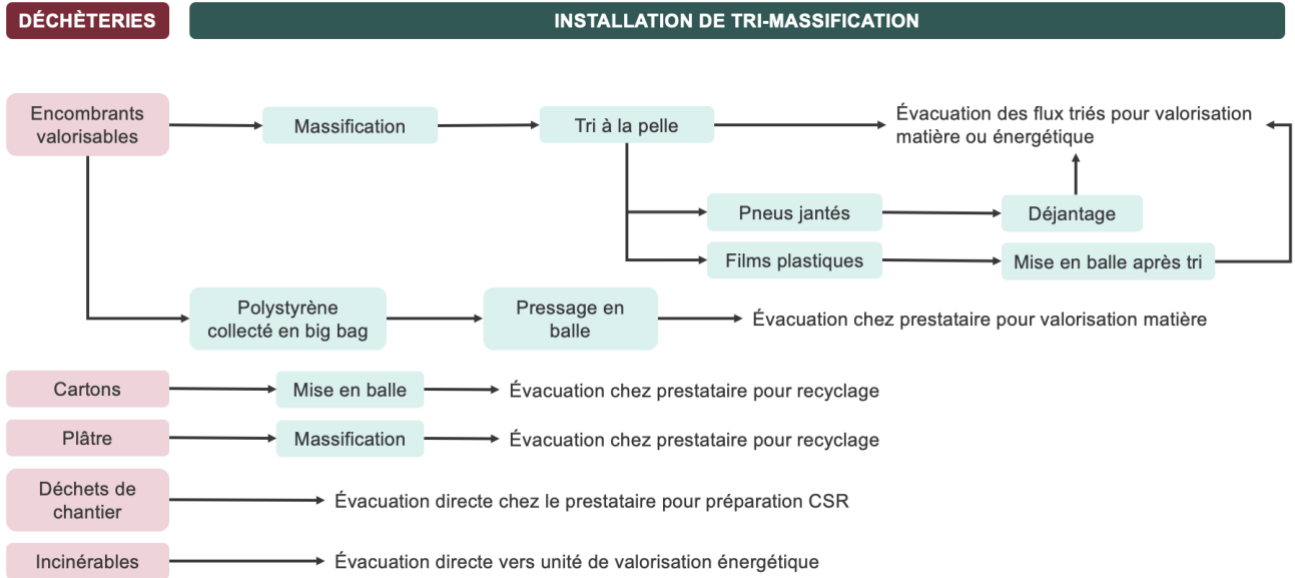 DÉCHÈTERIES
INSTALLATION DE TRI-MASSIFICATION
Encombrants
valorisables
Massification
Tri à la pelle
Évacuation des flux triés pour valorisation
matière ou énergétique
Pneus jantés
Déjantage
Films plastiques
Mise en balle après tri
Polystyrène
collecté en big bag
Pressage en
balle
Évacuation chez prestataire pour valorisation matière
Cartons
Mise en balle
Évacuation chez prestataire pour recyclage
Plâtre
Massification
Évacuation chez prestataire pour recyclage
Déchets de
chantier
Évacuation directe chez le prestataire pour préparation CSR
Incinérables
Évacuation directe vers unité de valorisation énergétique